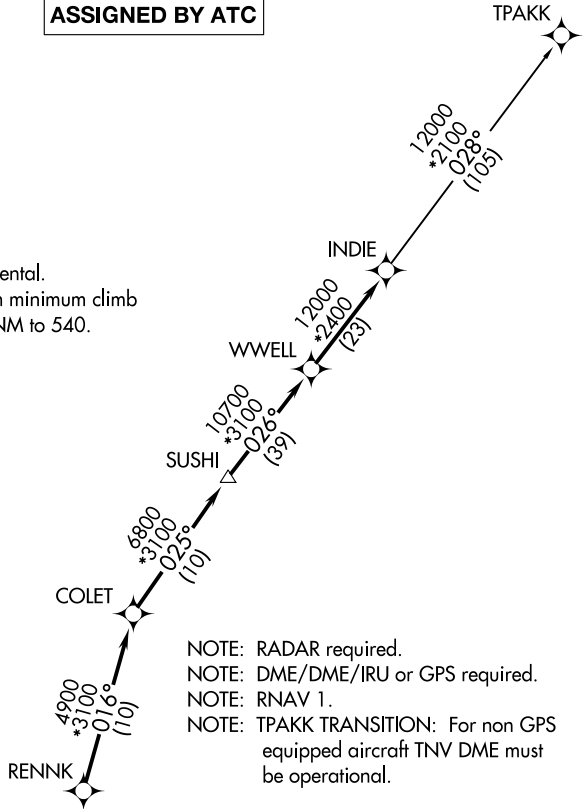 ASSIGNED BY ATC
TPAKK
12000
*2100
028°
(105)
INDIE
ental.
n minimum climb
NM to 540.
12000
*2400
(23)
WWELL
10700
*3100
026°
(39)
SUSHI
6800
*3100
025°
(10)
COLET
4900
*3100
016°
(10)
RENNK
NOTE: RADAR required.
NOTE: DME/DME/IRU or GPS required.
NOTE: RNAV 1.
NOTE: TPAKK TRANSITION: For non GPS
equipped aircraft TNV DME must
be operational.